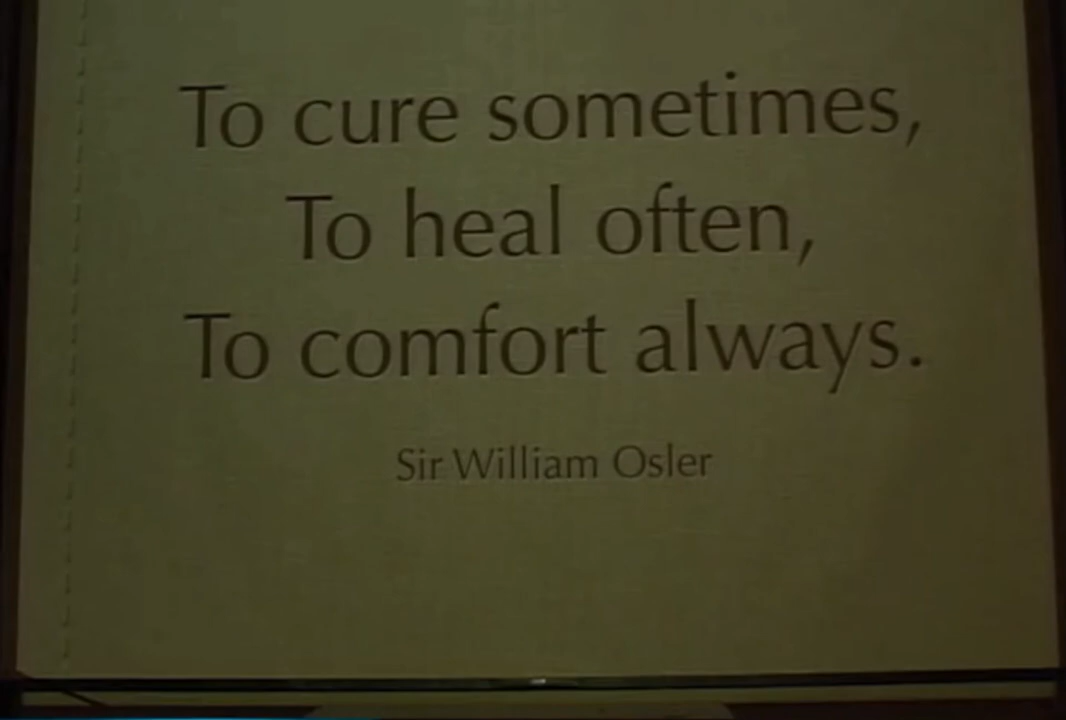 To cure sometimes,
To heal often,
To comfort always.
Sir William Osler